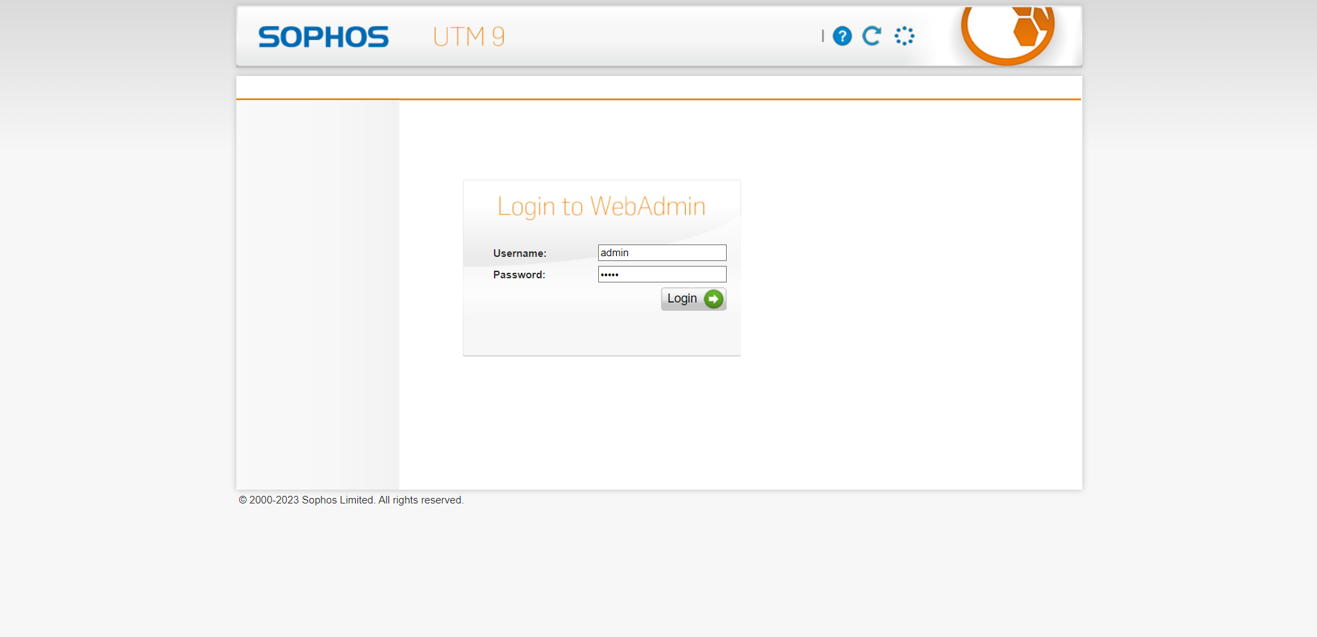 SOPHOS UTM 9 | ?
Login to WebAdmin
Username: admin
Password: •••••
Login
© 2000-2023 Sophos Limited. All rights reserved.